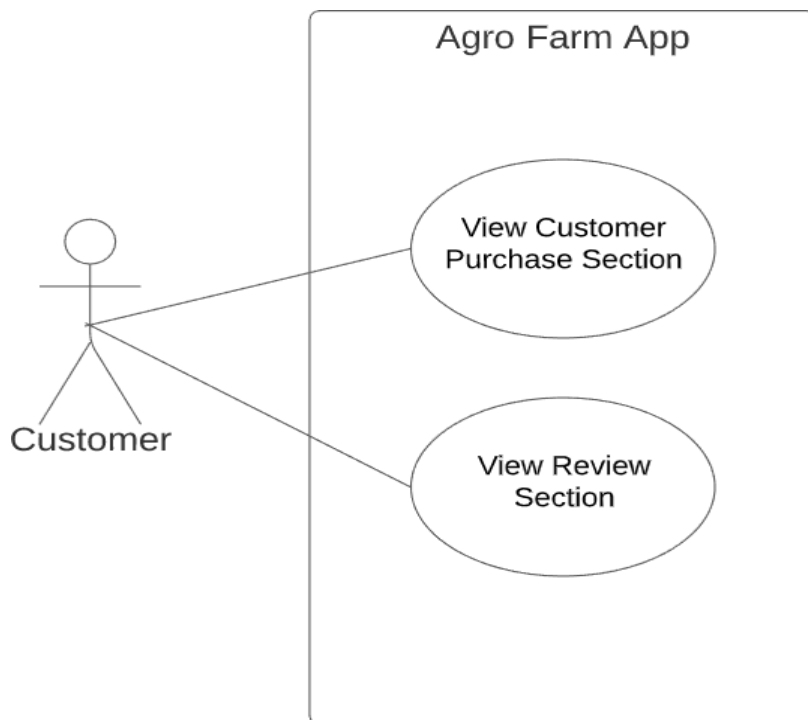 Agro Farm App
View Customer
Purchase Section
Customer
View Review
Section